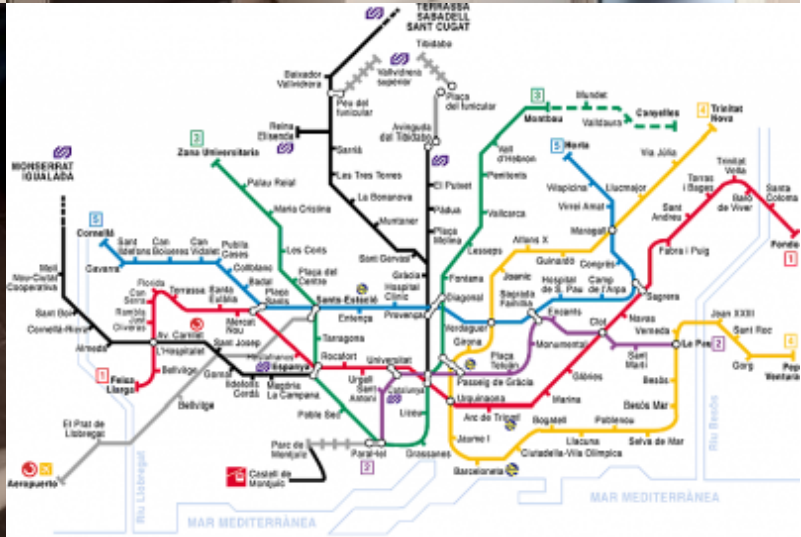 TERRASSA
SABADELL
SANT CUGAT
Tibidabo
Baixador
Vallvidrera
Vallvidrera
superior
Peu del
funicular
Plaça
del funicular
3
Montbau
Mundet
Valldaura
Canyelles
4
Trinitat
Nova
Reina
Elisenda
Avinguda
del Tibidabo
3
Zona Universitaria
Sarrià
Vall
d'Hebron
5
Horta
Via Júlia
Trinitat
Vella
MONSERRAT
IGUALADA
Palau Reial
Les Tres Torres
El Putxet
Penitents
Vilapicina
Llucmajor
Torras
i Bages
Baró
de Viver
Santa
Coloma
Maria Cristina
La Bonanova
Pàdua
Vallcarca
Virrei Amat
Sant
Andreu
5
Cornellà
Muntaner
Plaça
Molina
Maragall
Fondo
1
Sant
Ildefons
Can
Boixeres
Can
Vidalet
Pubilla
Cases
Les Corts
Sant Gervasi
Lesseps
Alfons X
Guinardó
Congrés
Fabra i Puig
Gavarra
Collblanc
Badal
Plaça del
Centre
Gràcia
Fontana
Joanic
Hospital
de S. Pau
Camp
de l'Arpa
Molí
Nou-Ciutat
Cooperativa
Florida
Can
Serra
Torrassa
Santa
Eulàlia
Plaça
Sants
Sants-Estació
Hospital
Clínic
Diagonal
Sagrada
Família
Sagrera
Entença
Provença
Verdaguer
Encants
Sant Boi
Rambla
Just
Oliveras
Mercat
Nou
Girona
Clot
Navas
Joan XXIII
Cornellà-Riera
Av. Carrilet
L'Hospitalet
Sant Josep
Tarragona
Verneda
Sant Roc
Almeda
Hostafrancs
Rocafort
Universitat
Plaça
Tetuán
Monumental
Sant
Martí
La Pau
2
4
Bellvitge
Gornal
Espanya
Urgell
Catalunya
Passeig de Gràcia
Gorg
Pep
Ventura
1
Feixa
Llarga
Ildefons
Cerdà
Magòria
La Campana
Sant
Antoni
Urquinaona
Glòries
Besòs
Bellvitge
Poble Sec
Liceu
Arc de Triomf
Marina
Besòs Mar
El Prat de
Llobregat
Bogatell
Poblenou
Parc de
Montjuïc
Paral·lel
Drassanes
Jaume I
Llacuna
Selva de Mar
2
Ciutadella-Vila Olímpica
Castell de
Montjuïc
Barceloneta
Aeropuerto
Riu Llobregat
Riu Besòs
MAR MEDITERRÀNEA
MAR MEDITERRÀNEA